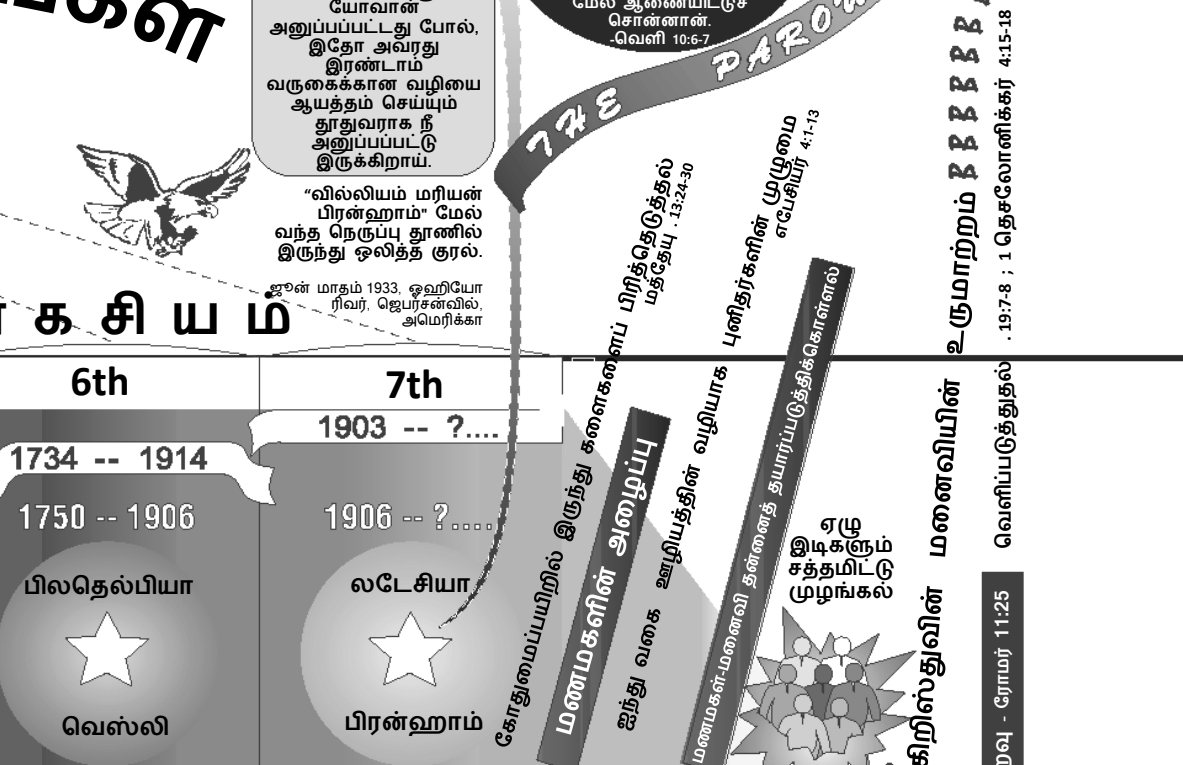 யோவான்
அனுப்பப்பட்டது போல்,
இதோ அவரது
இரண்டாம்
வருகைக்கான வழியை
ஆயத்தம் செய்யும்
தூதுவராக நீ
அனுப்பப்பட்டு
இருக்கிறாய்.
“வில்லியம் மரியன்
பிரன்ஹாம்" மேல்
வந்த நெருப்பு தூணில்
இருந்து ஒலித்த குரல்.
ஜூன் மாதம் 1933, ஓஹியோ
ரிவர், ஜெபர்சன்வில்,
அமெரிக்கா
மேல் ஆணையிட்டுச்
சொன்னான்.
-வெளி 10:6-7
THE PARO
க சி ய ம்
6th
7th
1734 -- 1914
1903 -- ?....
1750 -- 1906
1906 -- ?.....
பிலதெல்பியா
லடேசியா
வெஸ்லி
பிரன்ஹாம்
கோதுமைப்பயிறில் இருந்து களைகளைப் பிரித்தெடுத்தல்
மத்தேயு . 13:24-30
மணமகளின் அழைப்பு
ஐந்து வகை ஊழியத்தின் வழியாக புனிதர்களின் முழுமை
எபேசியர் 4:1-13
மணமகள்-மனைவி தன்னைத் தயார்ப்படுத்திக்கொள்ளல்
ஏழு
இடிகளும்
சத்தமிட்டு
முழங்கல்
கிறிஸ்துவின் மனைவியின் உருமாற்றம்
வெளிப்படுத்துதல் . 19:7-8 ; 1 தெசலோனிக்கர் 4:15-18
- ரோமர் 11:25